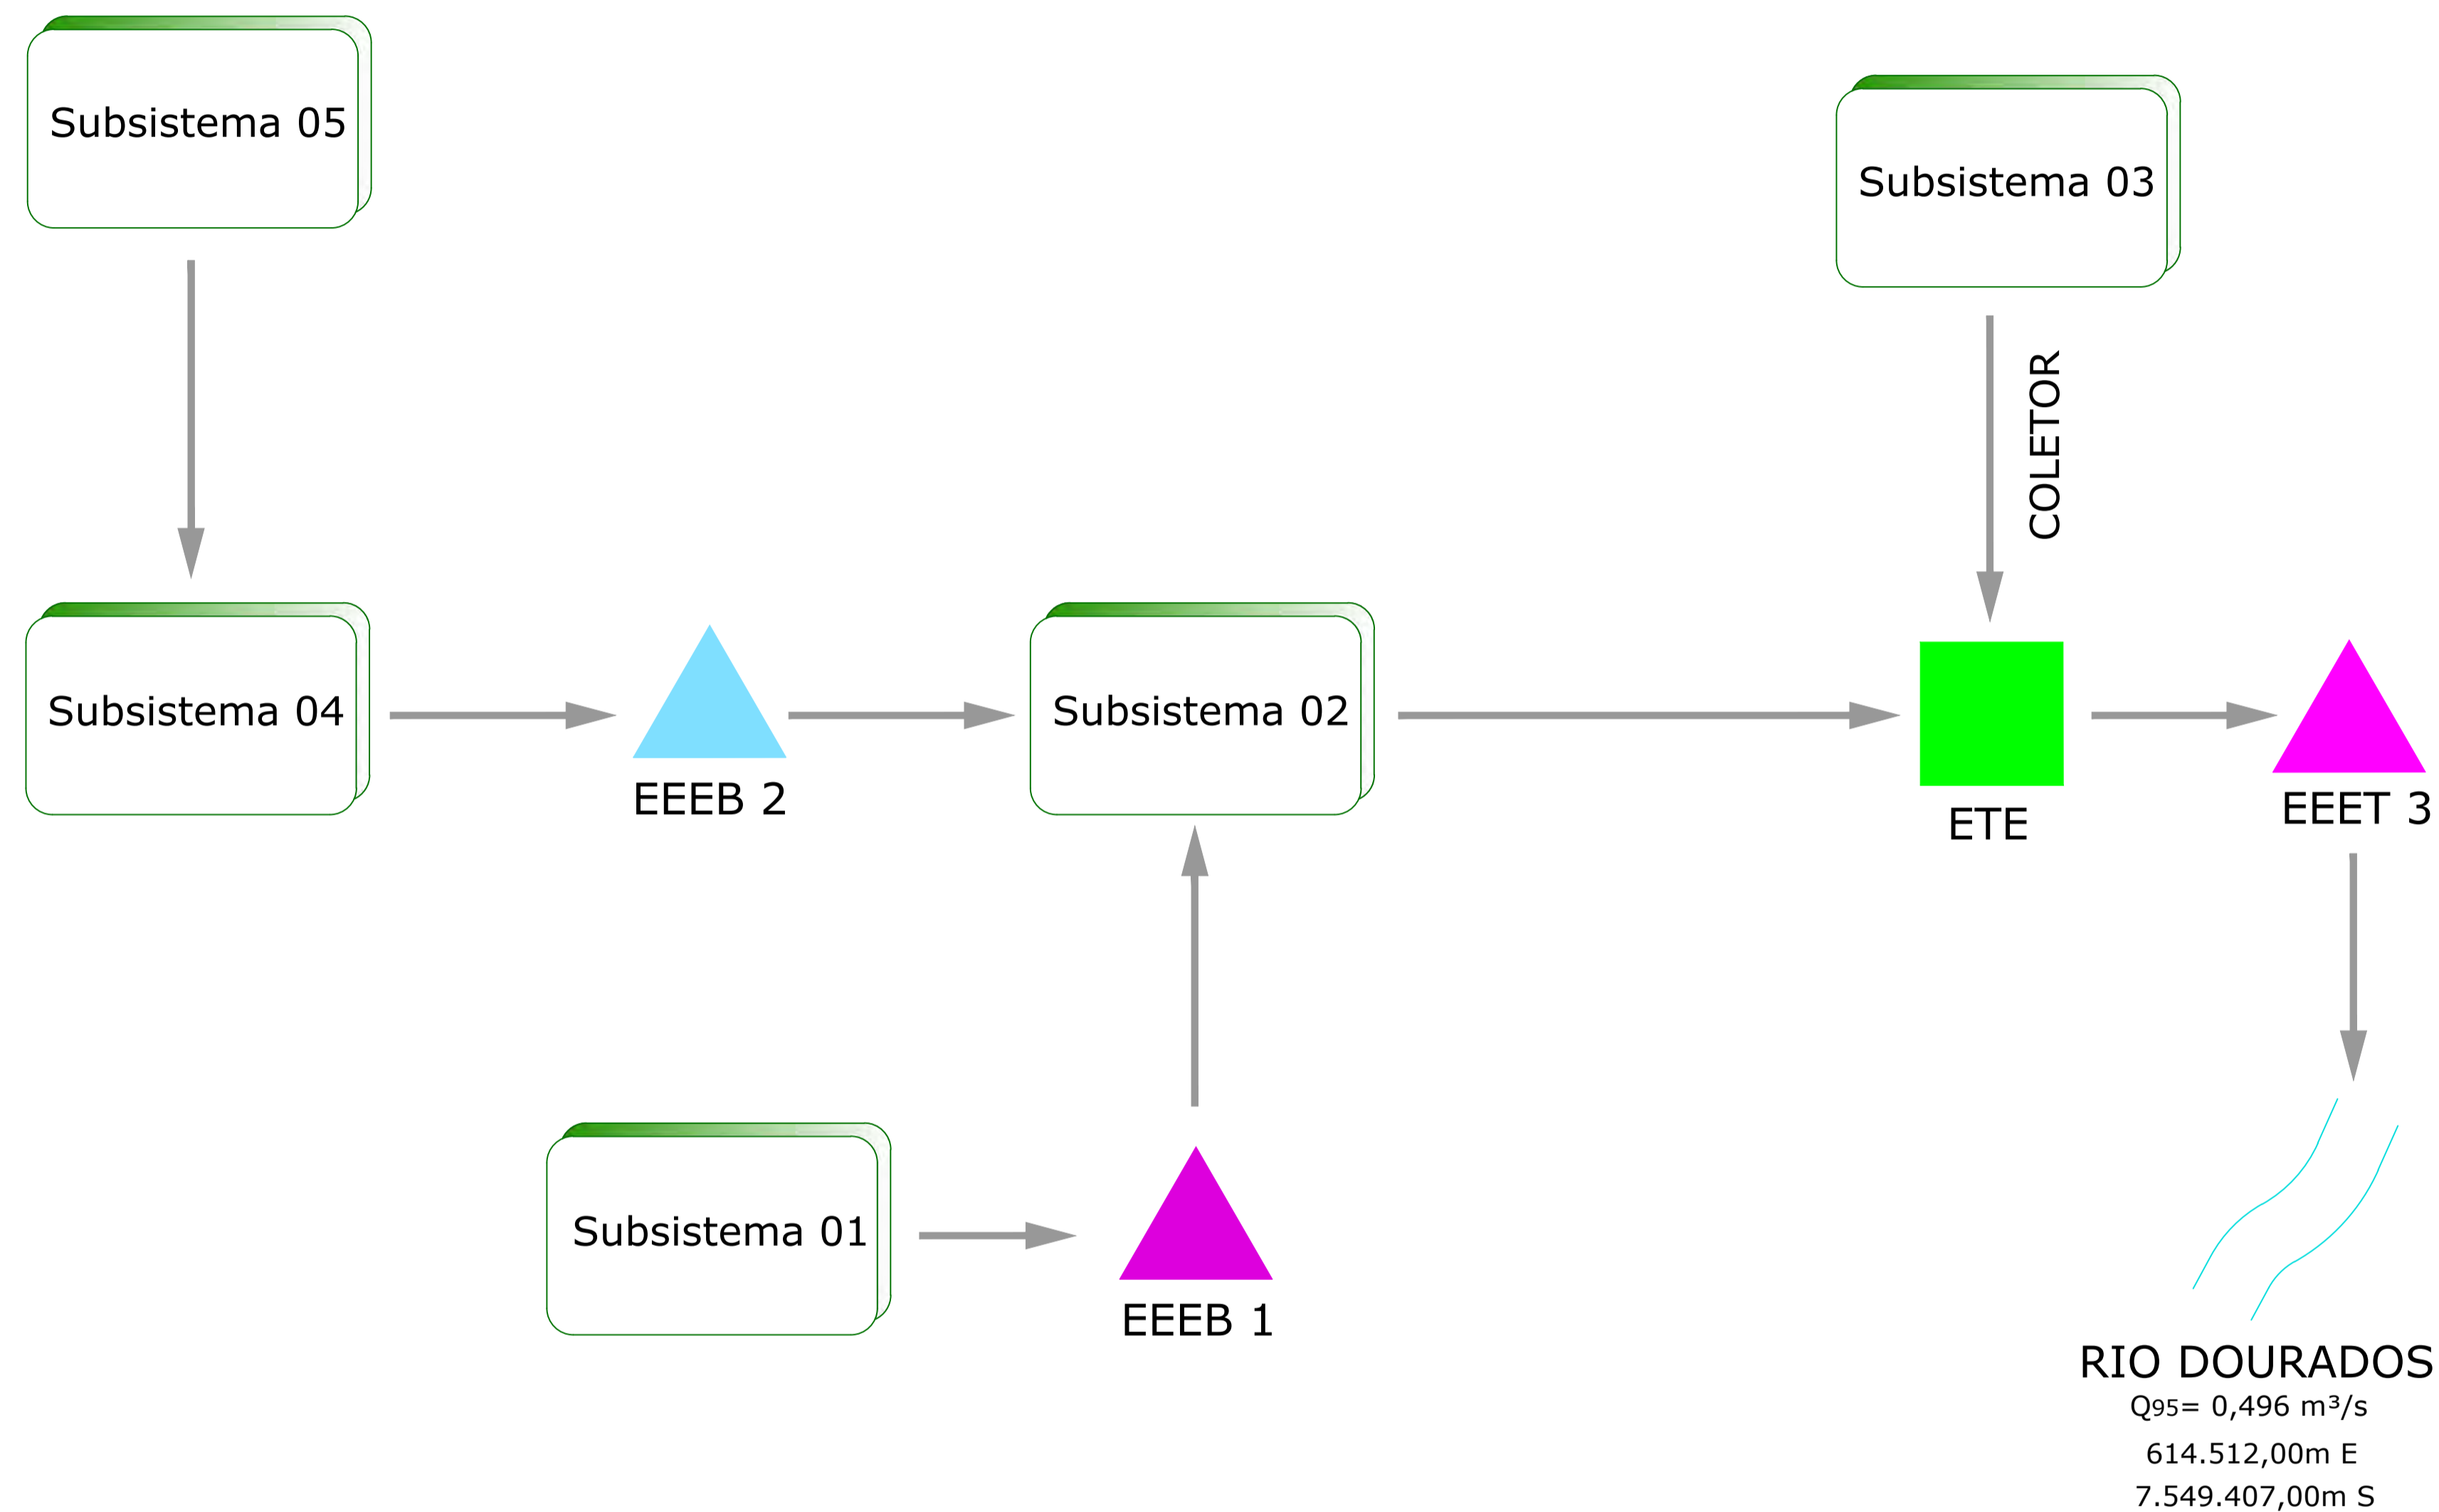 Subsistema 05
Subsistema 03
COLETOR
Subsistema 04
EEEB 2
Subsistema 02
ETE
EEET 3
Subsistema 01
EEEB 1
RIO DOURADOS
Q95= 0,496 m³/s
614.512,00m E
7.549.407,00m S